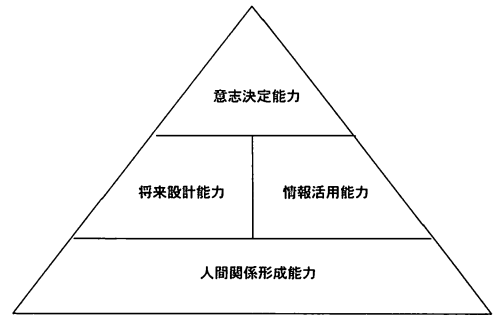 意志決定能力
将来設計能力
情報活用能力
人間関係形成能力